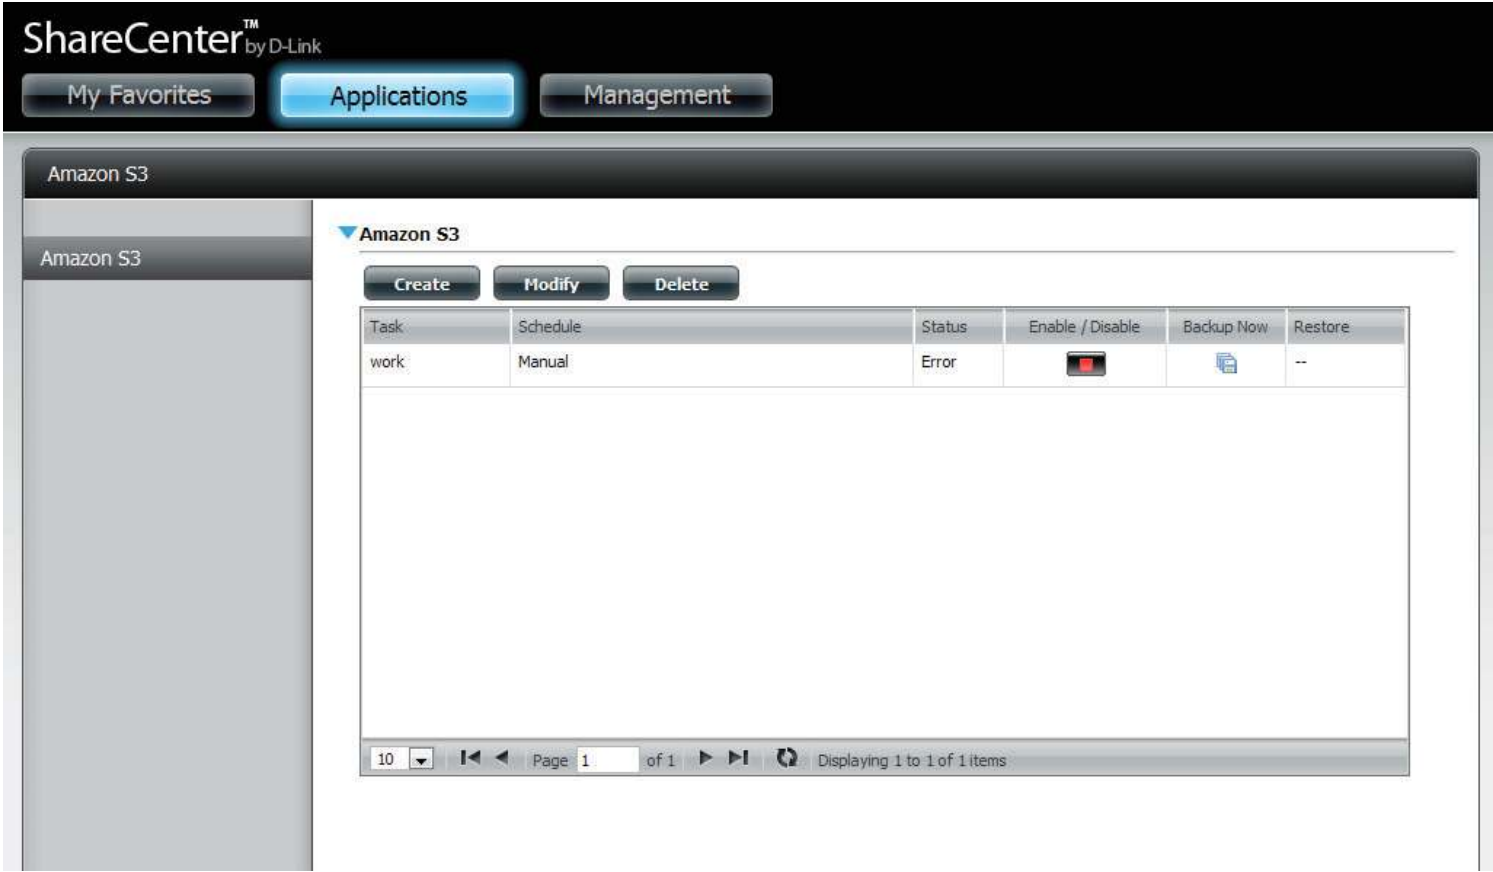 ShareCenter™ by D-Link
My Favorites Applications Management
Amazon S3
Amazon S3
Amazon S3
Create Modify Delete
Task Schedule Status Enable / Disable Backup Now Restore
work Manual Error --
10 Page 1 of 1 Displaying 1 to 1 of 1 items